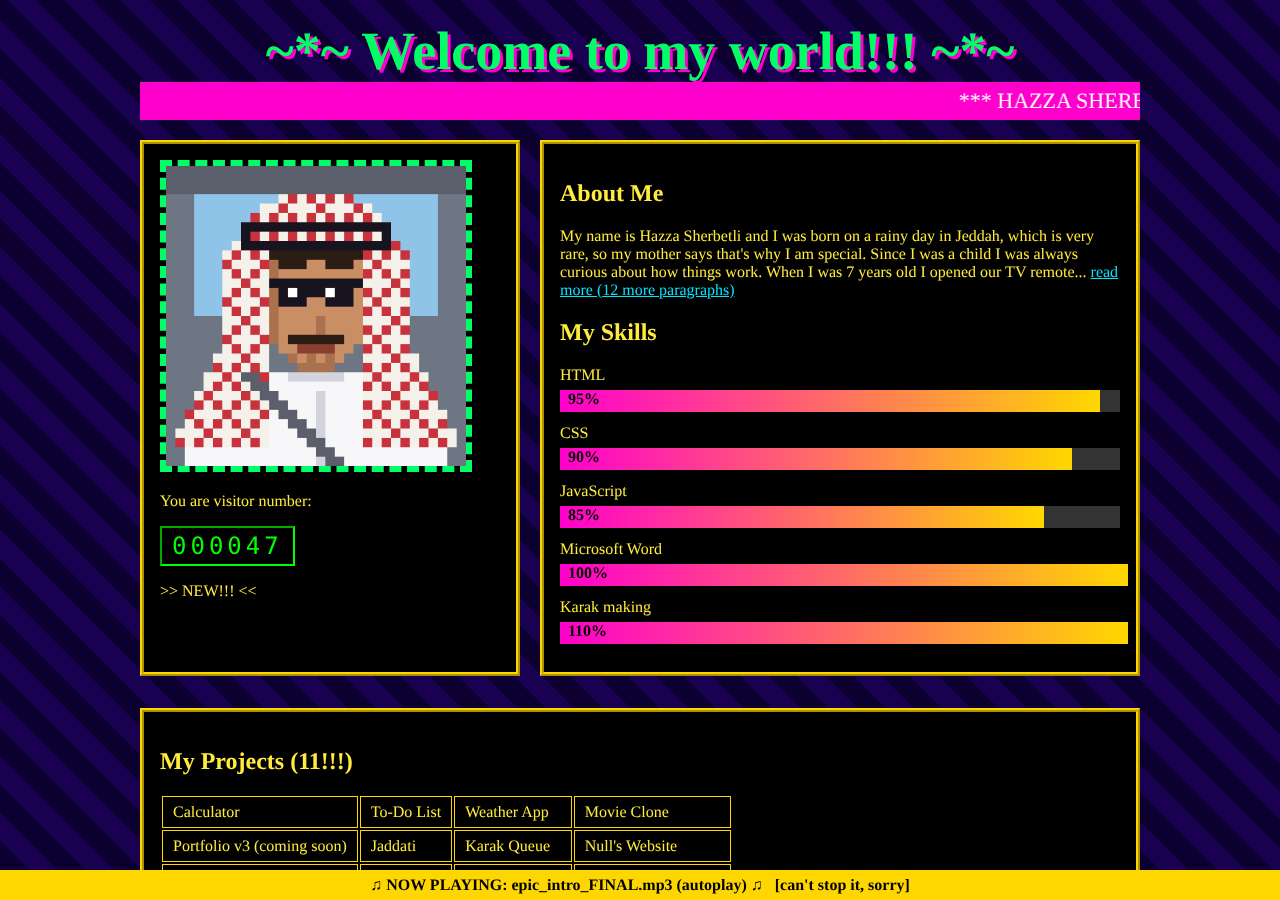 ~*~ Welcome to my world!!! ~*~
*** HAZZA
You are visitor number:
000047
>> NEW!!! <<
About Me
My name is Hazza Sherbetli and I was born on a rainy day in Jeddah, which is very
rare, so my mother says that's why I am special. Since I was a child I was always
curious about how things work. When I was 7 years old I opened our TV remote... read
more (12 more paragraphs)
My Skills
HTML
95%
CSS
90%
JavaScript
85%
Microsoft Word
100%
Karak making
110%
My Projects (11!!!)
Calculator To-Do List Weather App Movie Clone
Portfolio v3 (coming soon) Jaddati Karak Queue Null's Website
♫ NOW PLAYING: epic_intro_FINAL.mp3 (autoplay) ♫ [can't stop it, sorry]